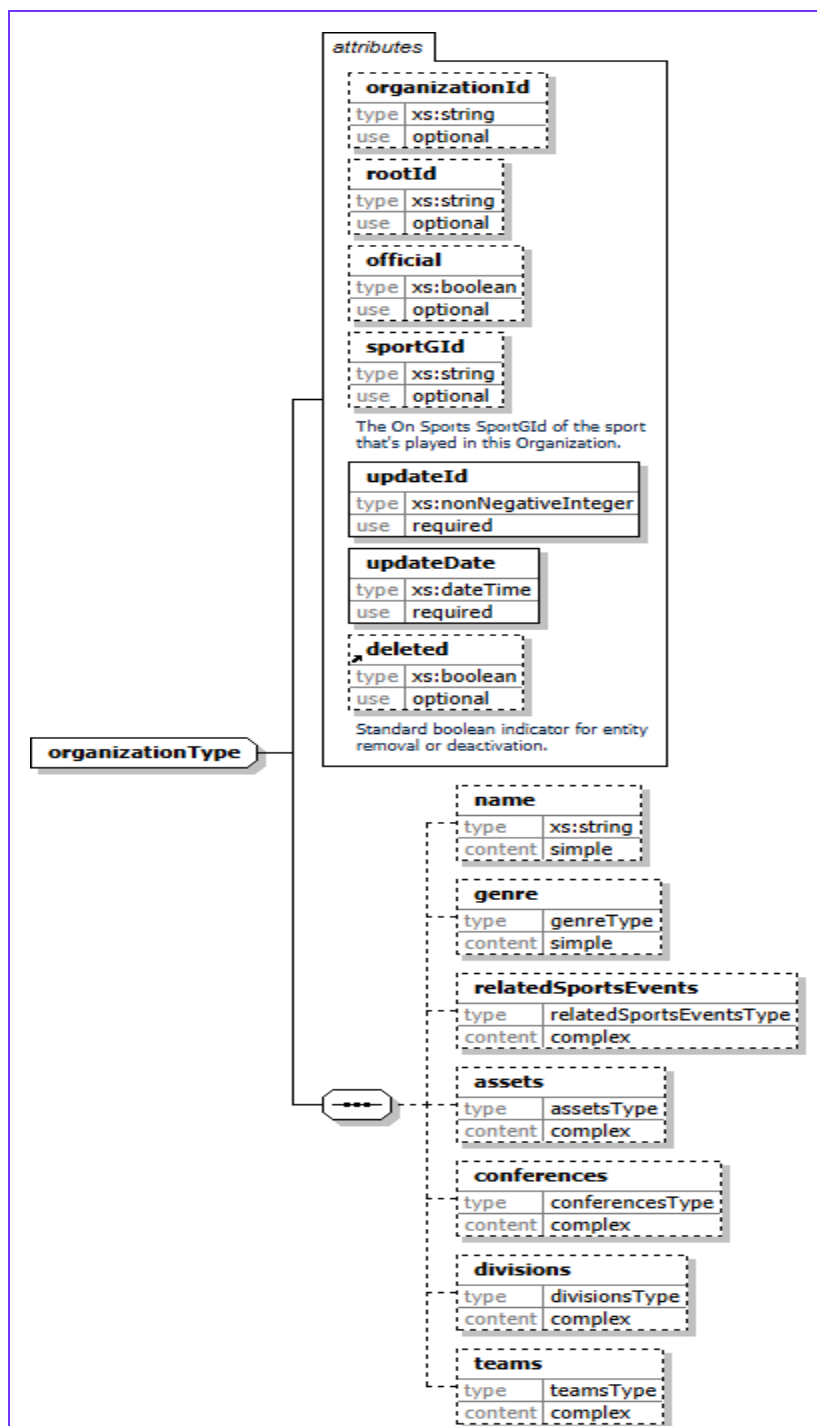 attributes
organizationId
type xs:string
use optional
rootId
type xs:string
use optional
official
type xs:boolean
use optional
sportGId
type xs:string
use optional
The On Sports SportGId of the sport
that's played in this Organization.
updateId
type xs:nonNegativeInteger
use required
updateDate
type xs:dateTime
use required
deleted
type xs:boolean
use optional
Standard boolean indicator for entity
removal or deactivation.
organizationType
name
type xs:string
content simple
genre
type genreType
content simple
relatedSportsEvents
type relatedSportsEventsType
content complex
assets
type assetsType
content complex
conferences
type conferencesType
content complex
divisions
type divisionsType
content complex
teams
type teamsType
content complex